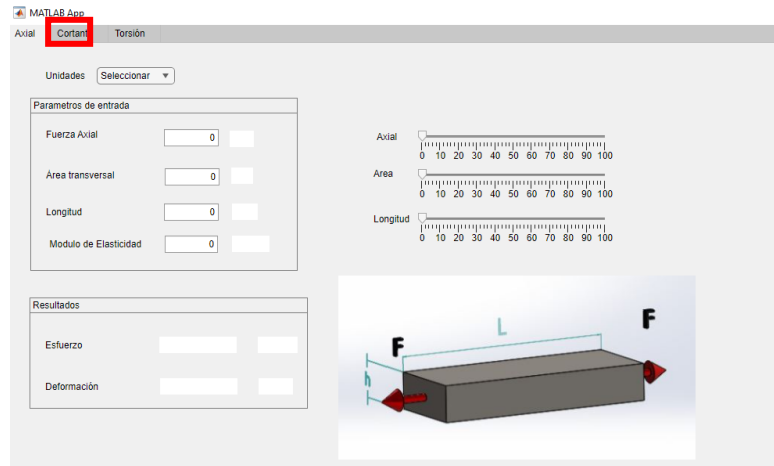 MATLAB App
Axial Cortant Torsión
Unidades Seleccionar
Parametros de entrada
Fuerza Axial 0
Área transversal 0
Longitud 0
Modulo de Elasticidad 0
Axial
0 10 20 30 40 50 60 70 80 90 100
Area
0 10 20 30 40 50 60 70 80 90 100
Longitud
0 10 20 30 40 50 60 70 80 90 100
Resultados
Esfuerzo
Deformación
F L F
h